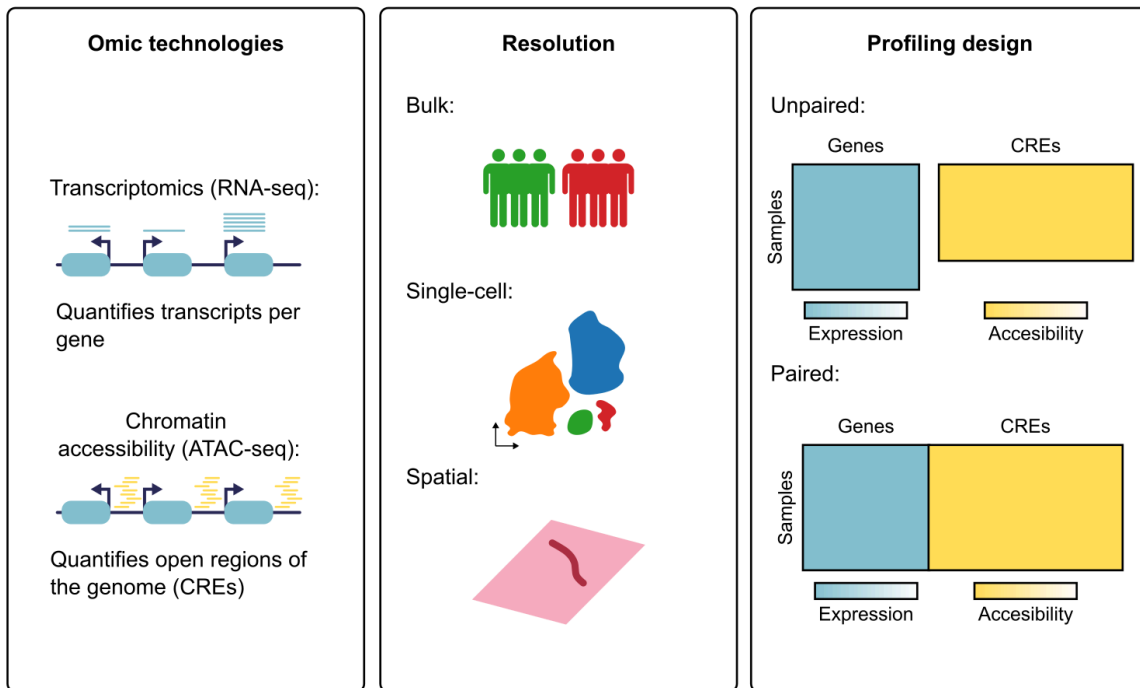 Omic technologies
Transcriptomics (RNA-seq):
Quantifies transcripts per
gene
Chromatin
accessibility (ATAC-seq):
Quantifies open regions of
the genome (CREs)
Resolution
Bulk:
Single-cell:
Spatial:
Profiling design
Unpaired:
Genes
CREs
Samples
Expression
Accesibility
Paired:
Genes
CREs
Samples
Expression
Accesibility